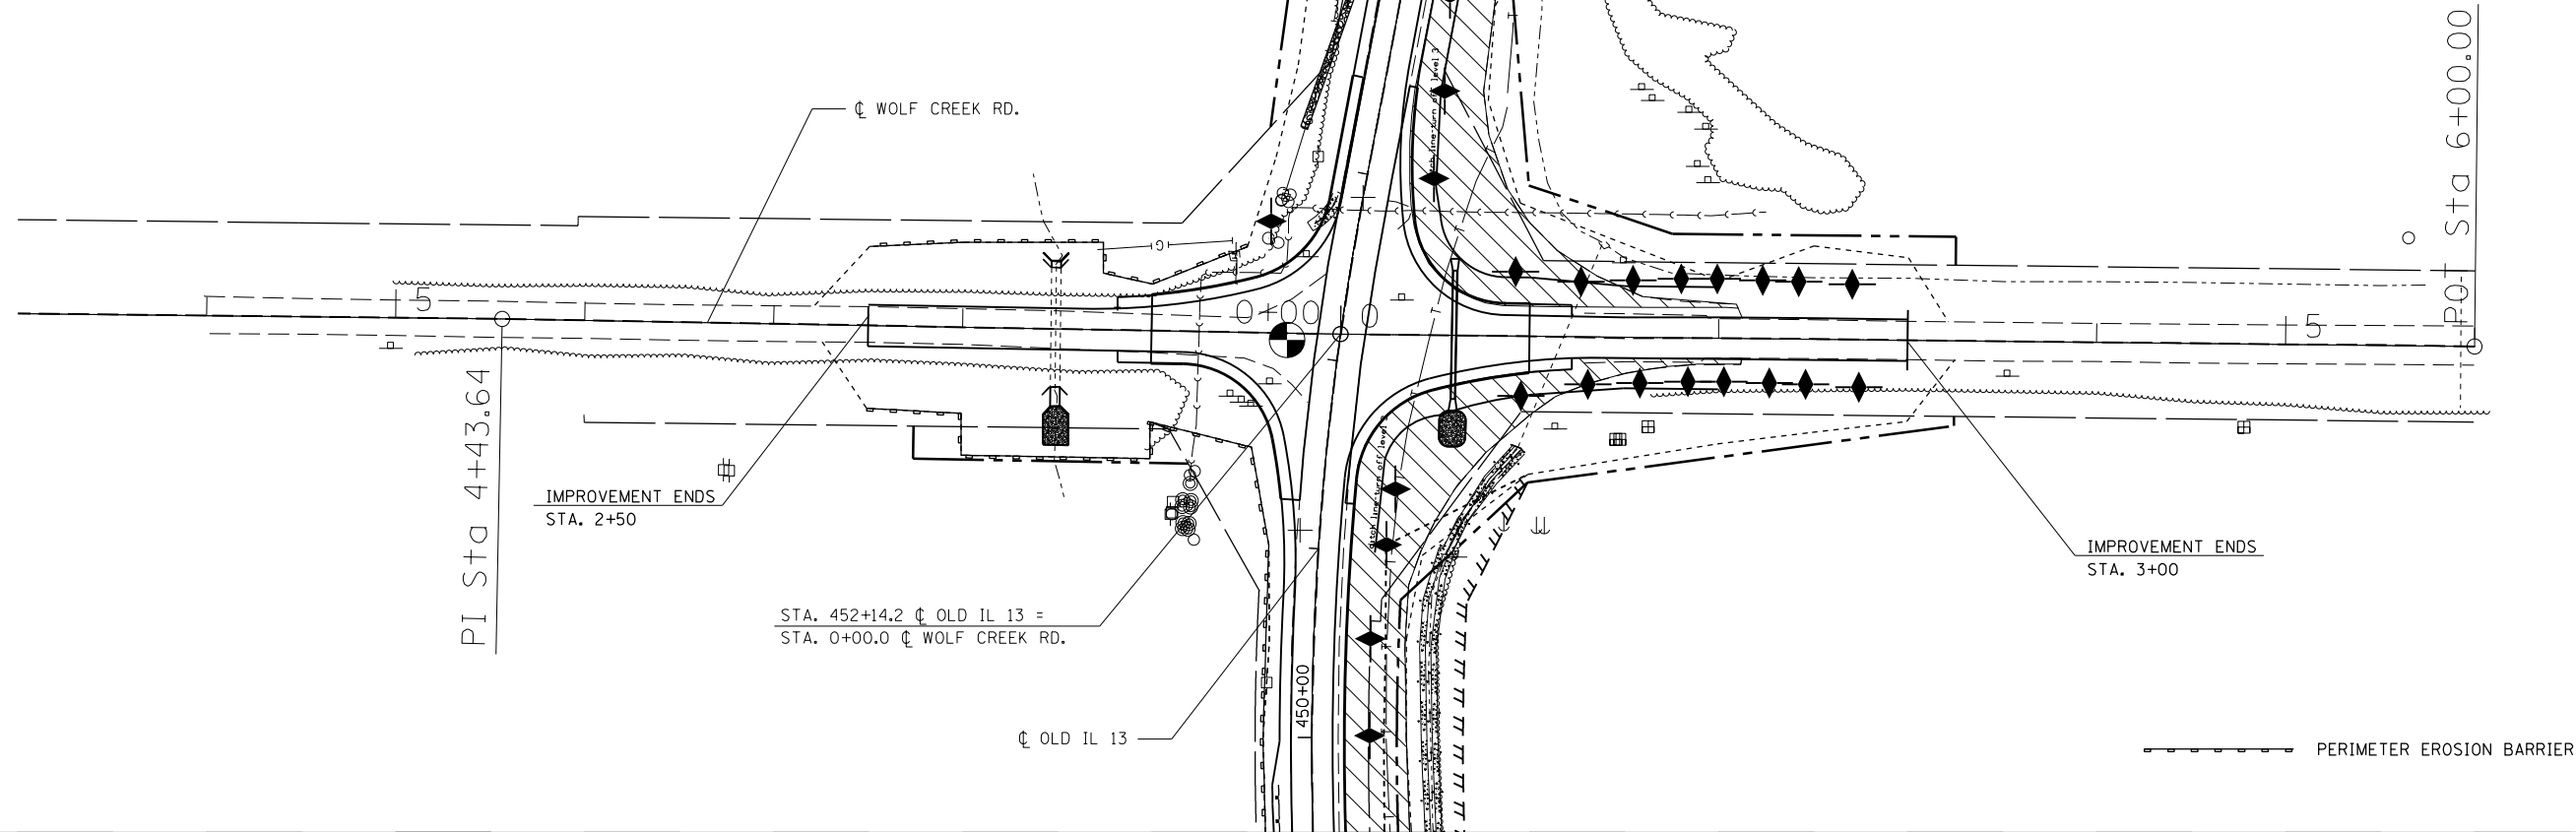 ℄ WOLF CREEK RD.
POT Sta 6+00.00
5
0+00
0
5
PI Sta 4+43.64
IMPROVEMENT ENDS
STA. 2+50
IMPROVEMENT ENDS
STA. 3+00
STA. 452+14.2 ℄ OLD IL 13 =
STA. 0+00.0 ℄ WOLF CREEK RD.
450+00
℄ OLD IL 13
PERIMETER EROSION BARRIER